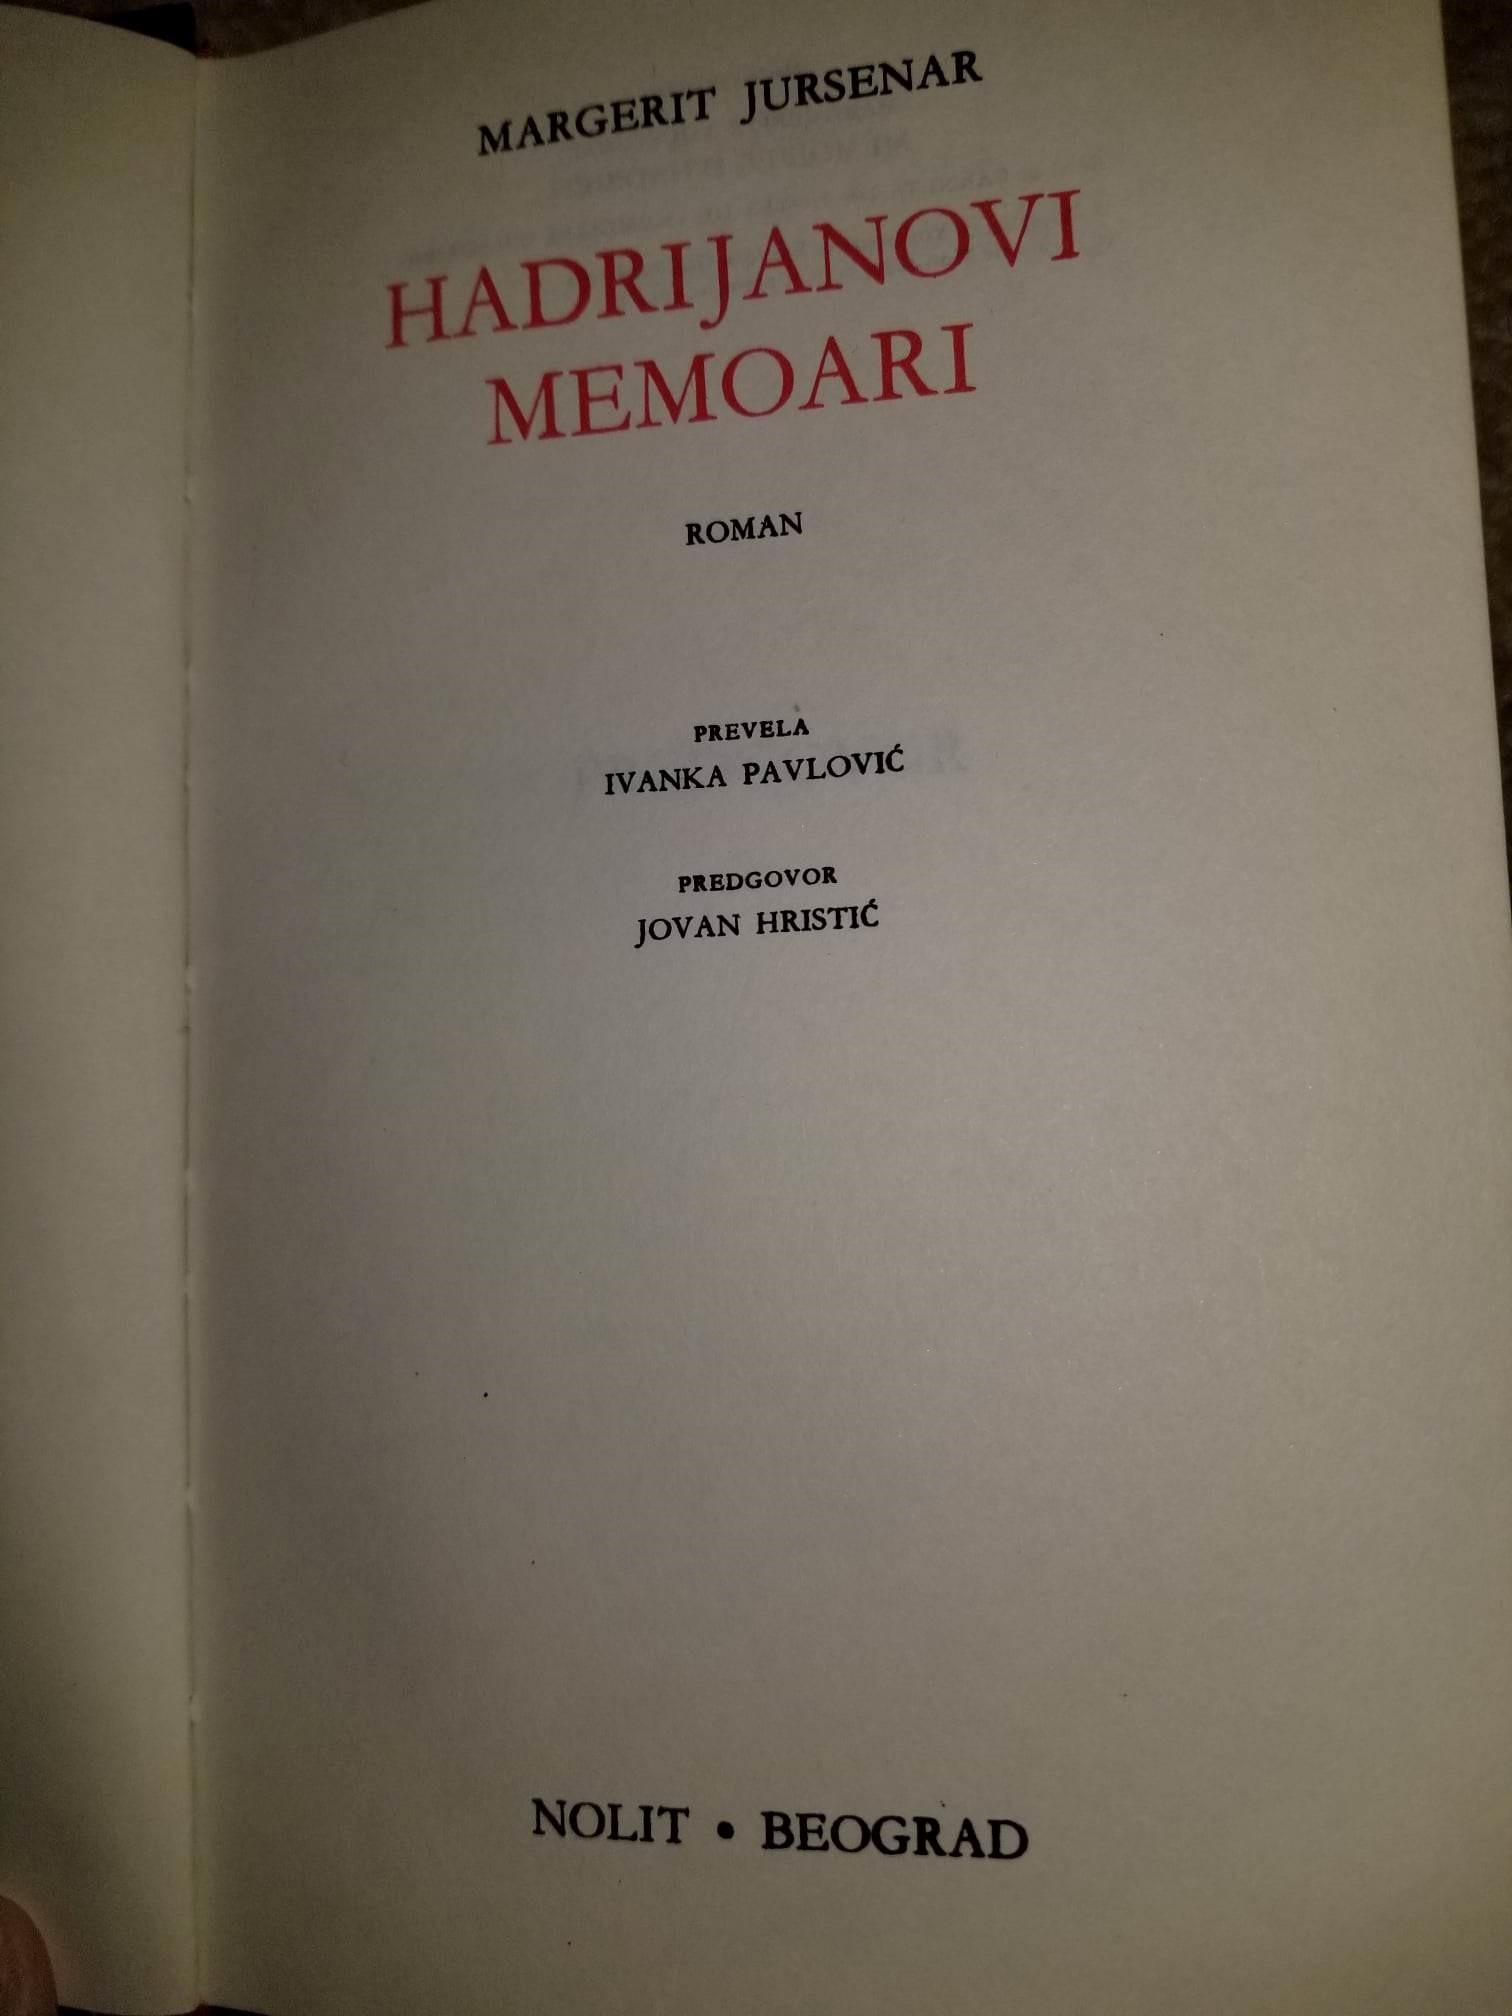 MARGERIT JURSENAR
HADRIJANOVI
MEMOARI
ROMAN
PREVELA
IVANKA PAVLOVIĆ
PREDGOVOR
JOVAN HRISTIĆ
NOLIT • BEOGRAD